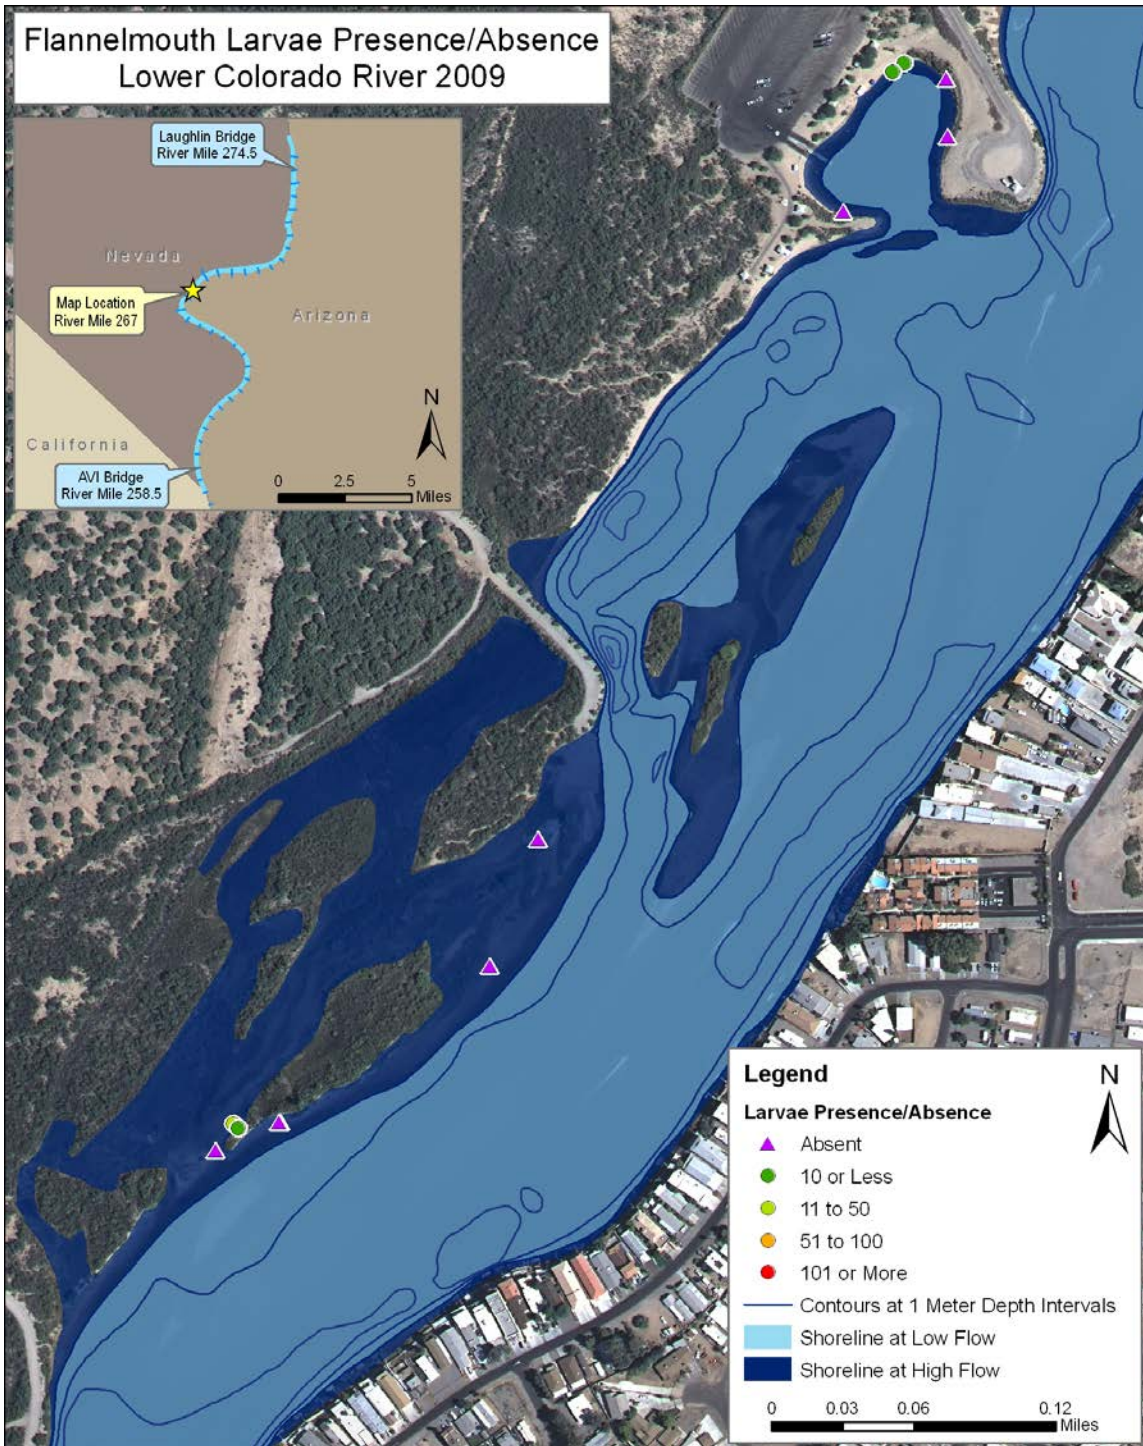 Flannelmouth Larvae Presence/Absence
Lower Colorado River 2009
Laughlin Bridge
River Mile 274.5
Nevada
Map Location
River Mile 267
Arizona
N
California
AVI Bridge
River Mile 258.5
0 2.5 5
Miles
Legend
N
Larvae Presence/Absence
Absent
10 or Less
11 to 50
51 to 100
101 or More
Contours at 1 Meter Depth Intervals
Shoreline at Low Flow
Shoreline at High Flow
0 0.03 0.06 0.12
Miles